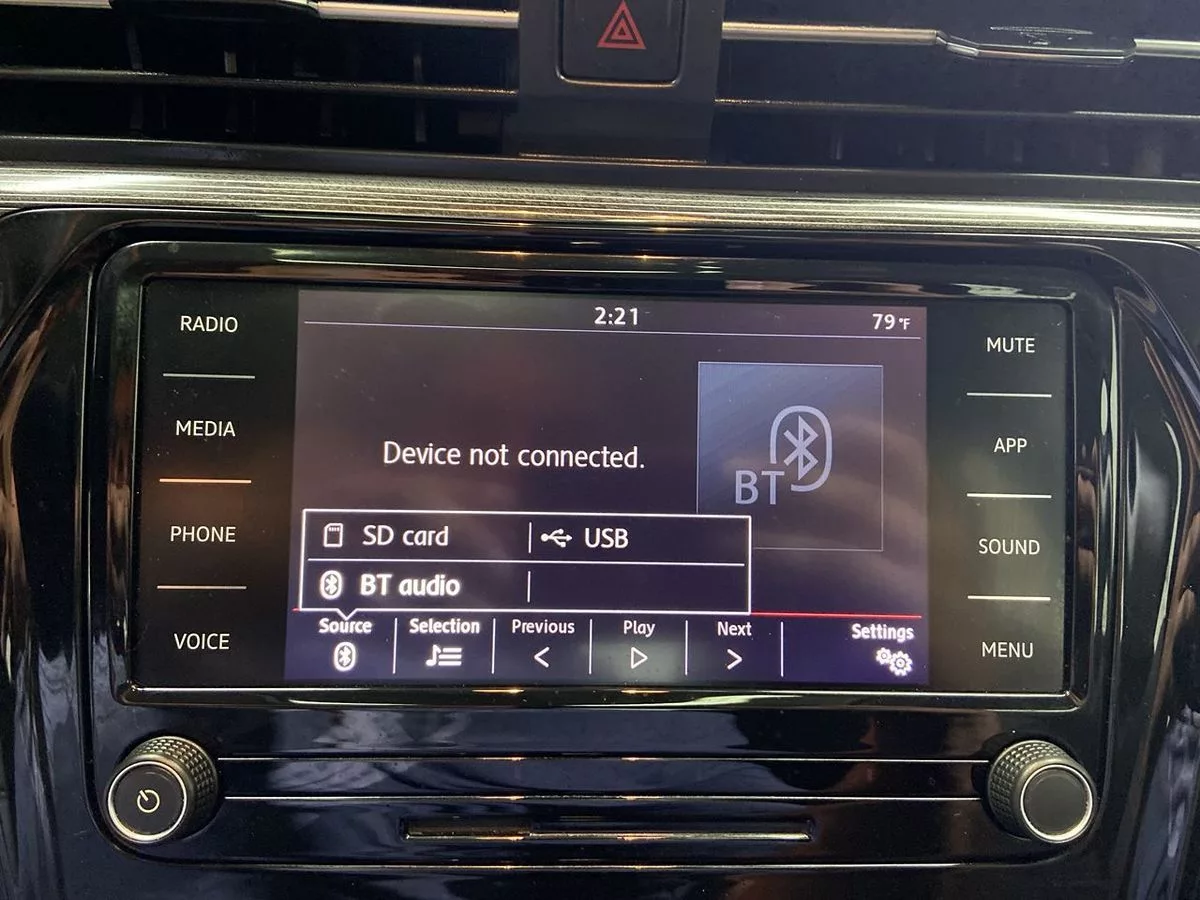 2:21
79°F
RADIO
MEDIA
PHONE
VOICE
Device not connected.
BT
SD card
USB
BT audio
Source
Selection
Previous
Play
Next
Settings
MUTE
APP
SOUND
MENU